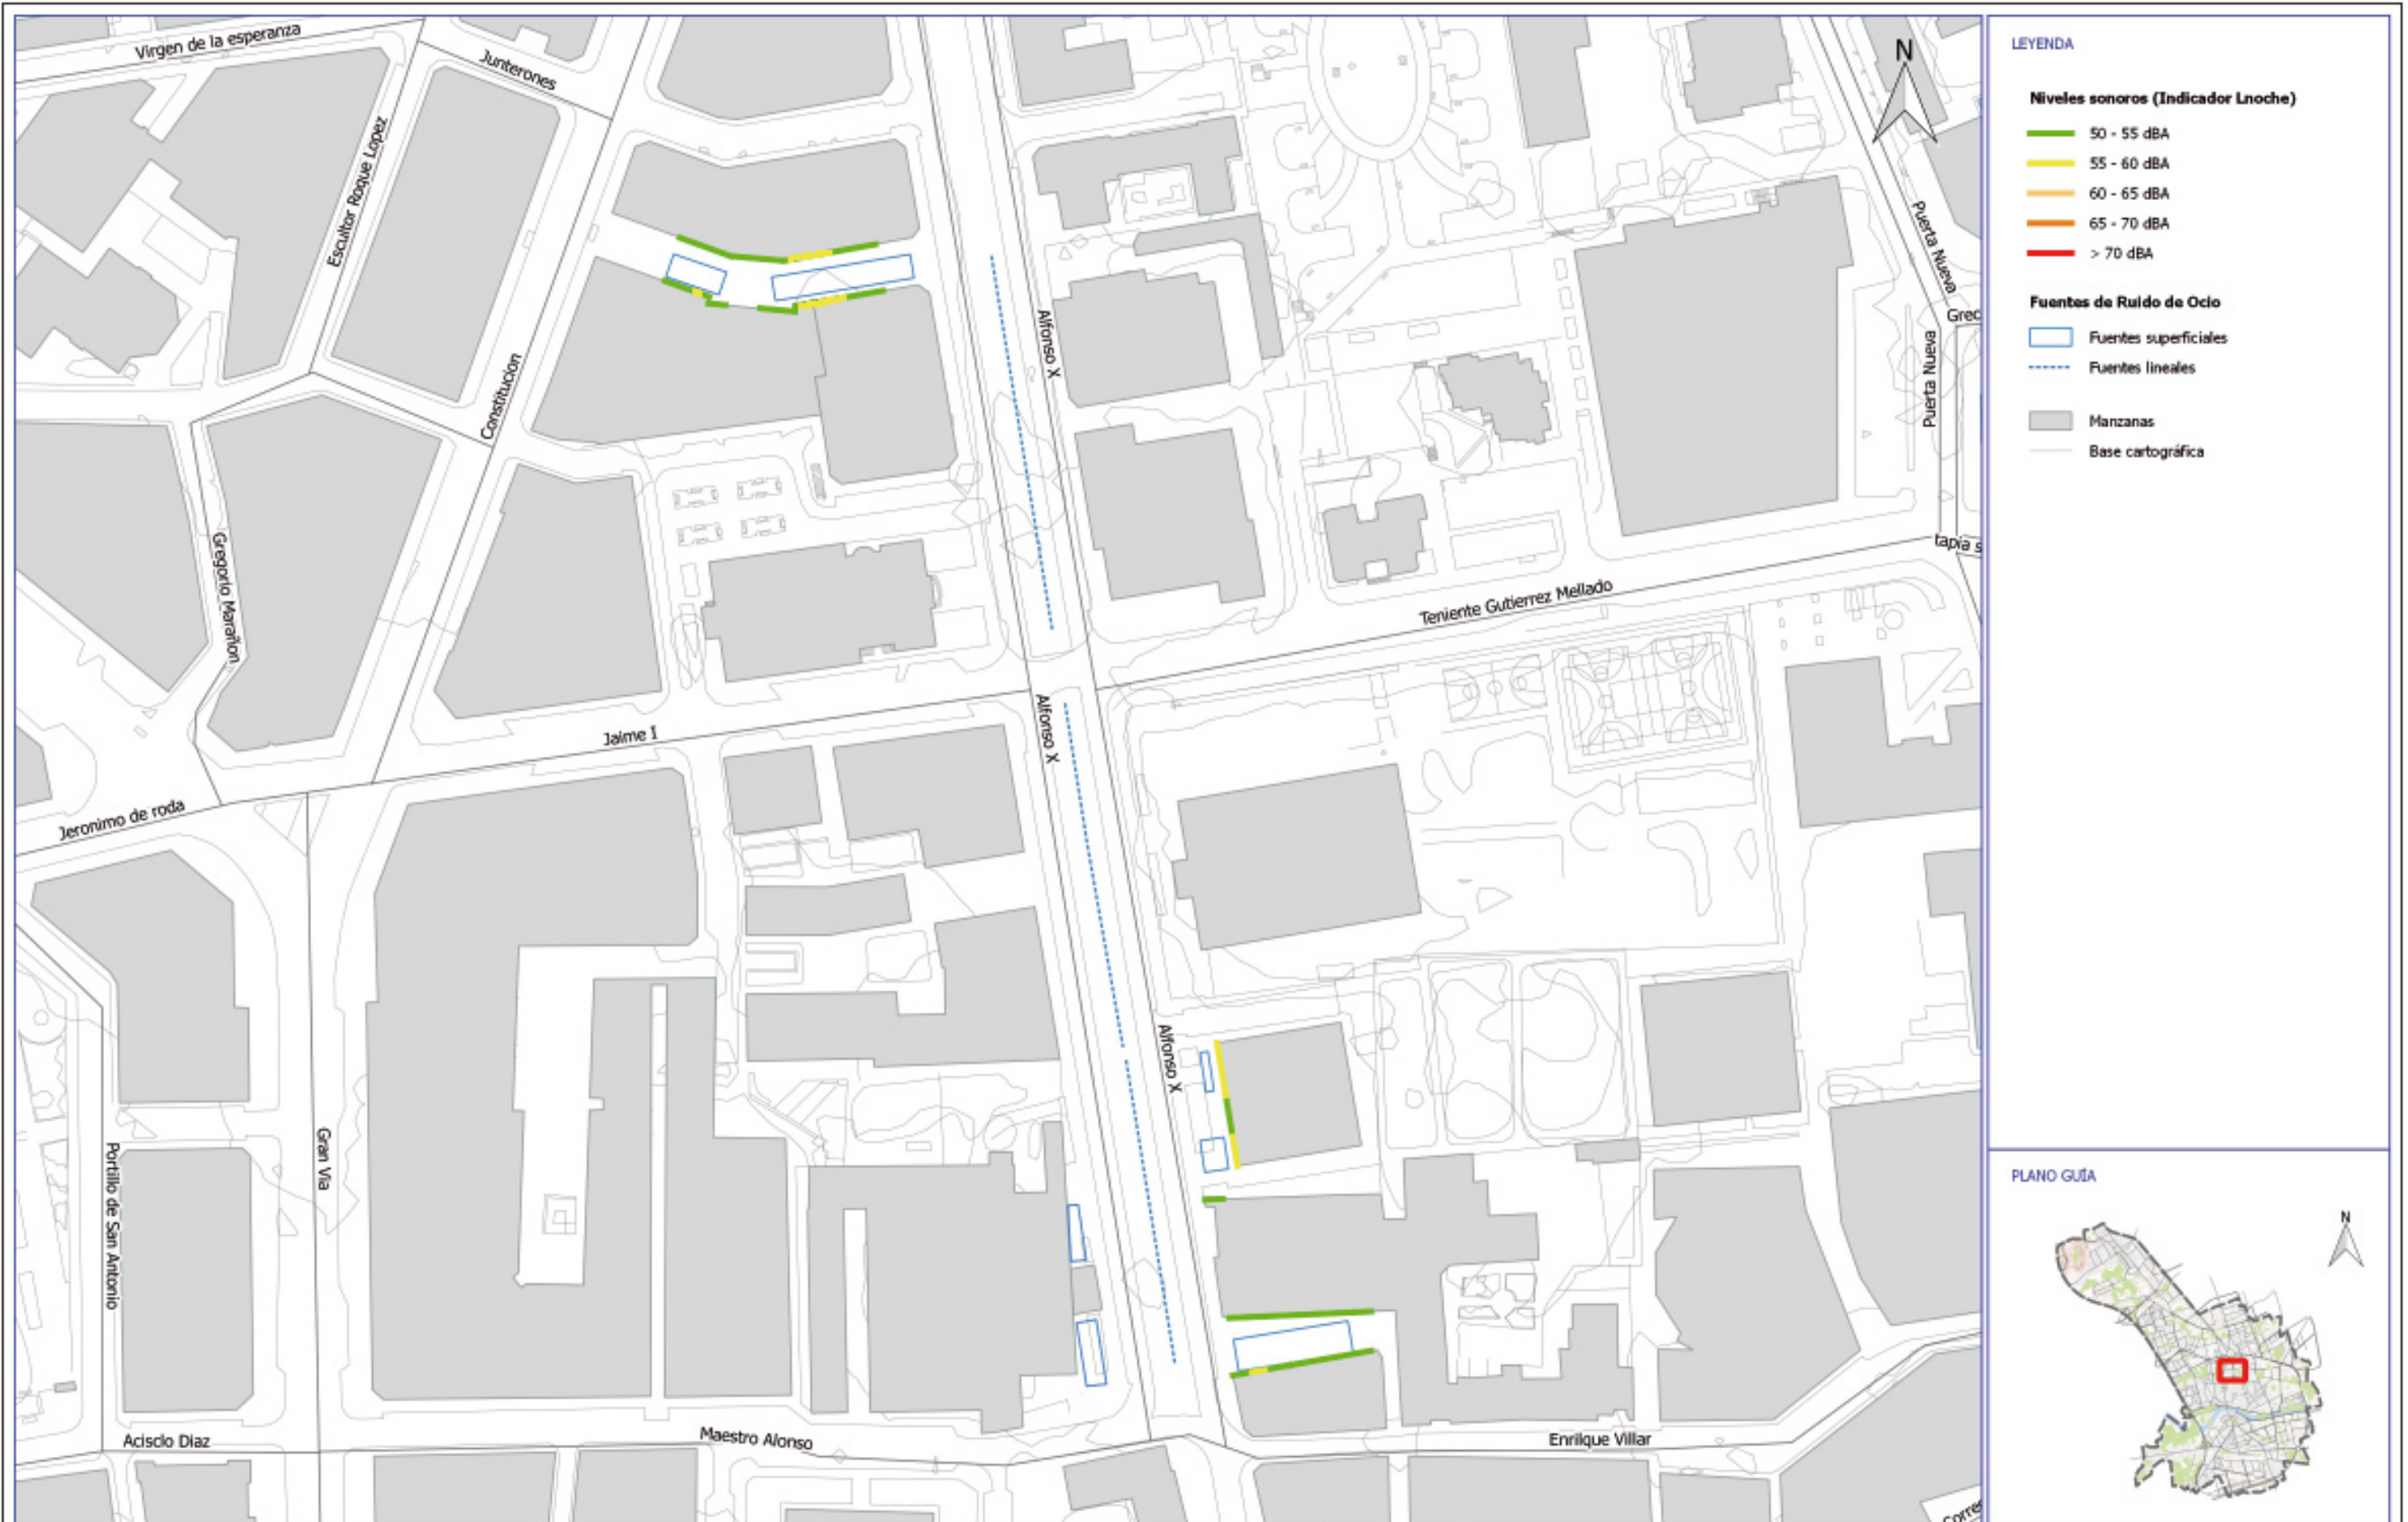 Virgen de la esperanza
Junterones
Escultor Roque Lopez
Constitucion
Gregorio Marañon
Alfonso X
Puerta Nueva
Puerta Nueva
Grec
tapia s
Teniente Gutierrez Mellado
Jaime I
Alfonso X
Jeronimo de roda
Alfonso X
Portillo de San Antonio
Gran Via
Acisclo Diaz
Maestro Alonso
Enrilque Villar
Corre
N
LEYENDA
Niveles sonoros (Indicador Lnoche)
50 - 55 dBA
55 - 60 dBA
60 - 65 dBA
65 - 70 dBA
> 70 dBA
Fuentes de Ruido de Ocio
Fuentes superficiales
Fuentes lineales
Manzanas
Base cartográfica
PLANO GUÍA
N